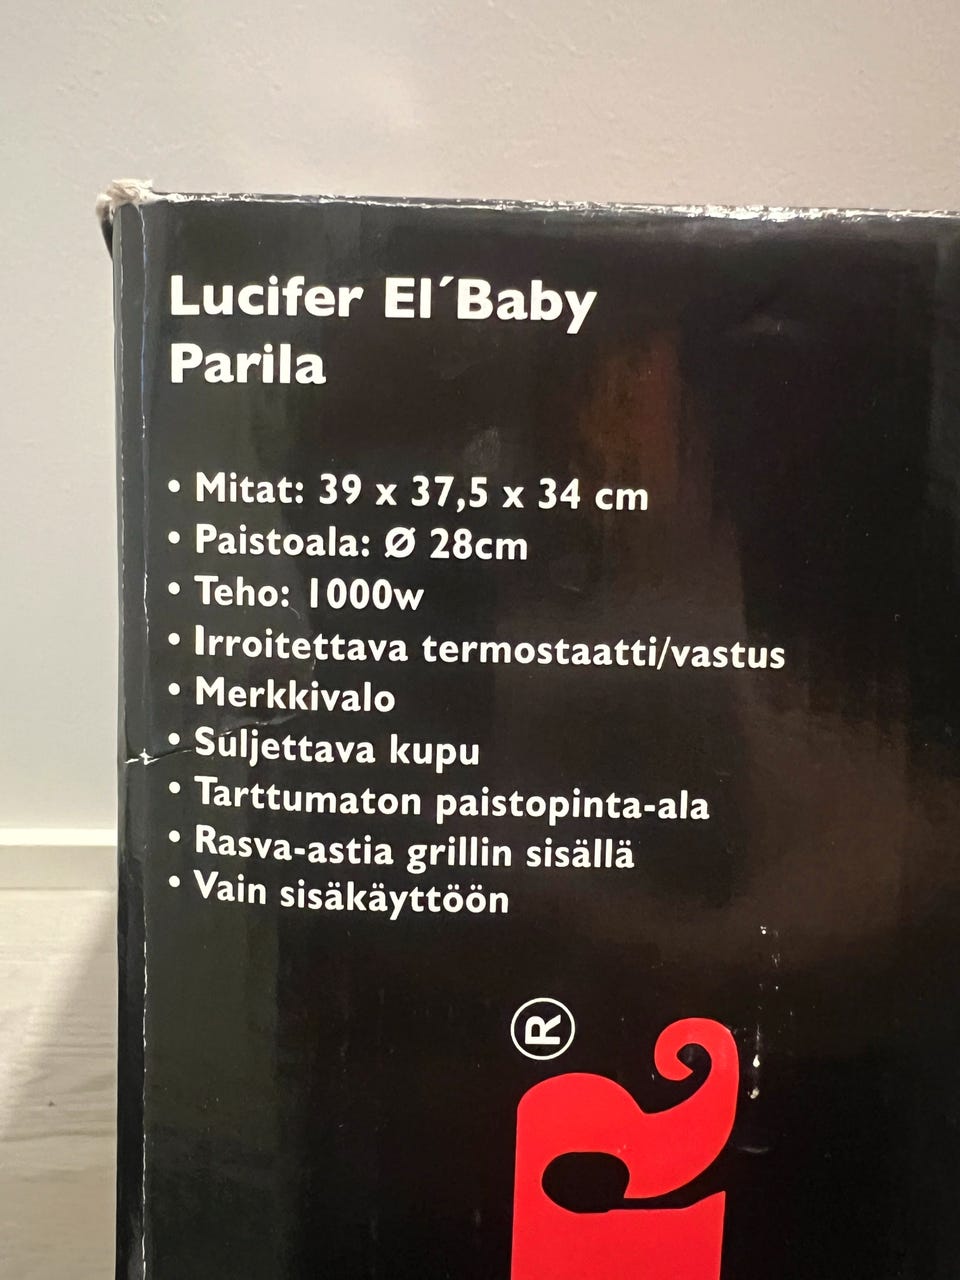 Lucifer El´Baby
Parila
• Mitat: 39 x 37,5 x 34 cm
• Paistoala: Ø 28cm
• Teho: 1000w
• Irroitettava termostaatti/vastus
• Merkkivalo
• Suljettava kupu
• Tarttumaton paistopinta-ala
• Rasva-astia grillin sisällä
• Vain sisäkäyttöön
®